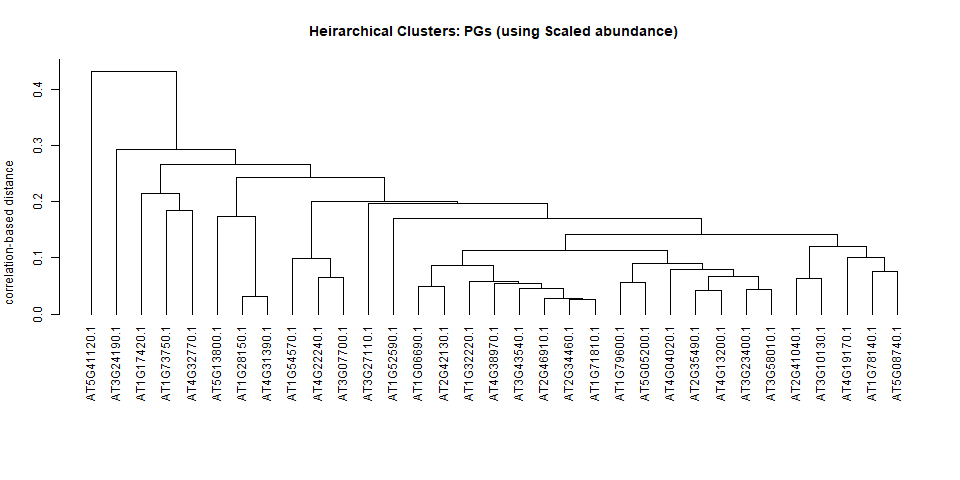 Heirarchical Clusters: PGs (using Scaled abundance)
correlation-based distance
0.4
0.3
0.2
0.1
0.0
AT5G41120.1
AT3G24190.1
AT1G17420.1
AT1G73750.1
AT4G32770.1
AT5G13800.1
AT1G28150.1
AT4G31390.1
AT1G54570.1
AT4G22240.1
AT3G07700.1
AT3G27110.1
AT1G52590.1
AT1G06690.1
AT2G42130.1
AT1G32220.1
AT4G38970.1
AT3G43540.1
AT2G46910.1
AT2G34460.1
AT1G71810.1
AT1G79600.1
AT5G05200.1
AT4G04020.1
AT2G35490.1
AT4G13200.1
AT3G23400.1
AT3G58010.1
AT2G41040.1
AT3G10130.1
AT4G19170.1
AT1G78140.1
AT5G08740.1